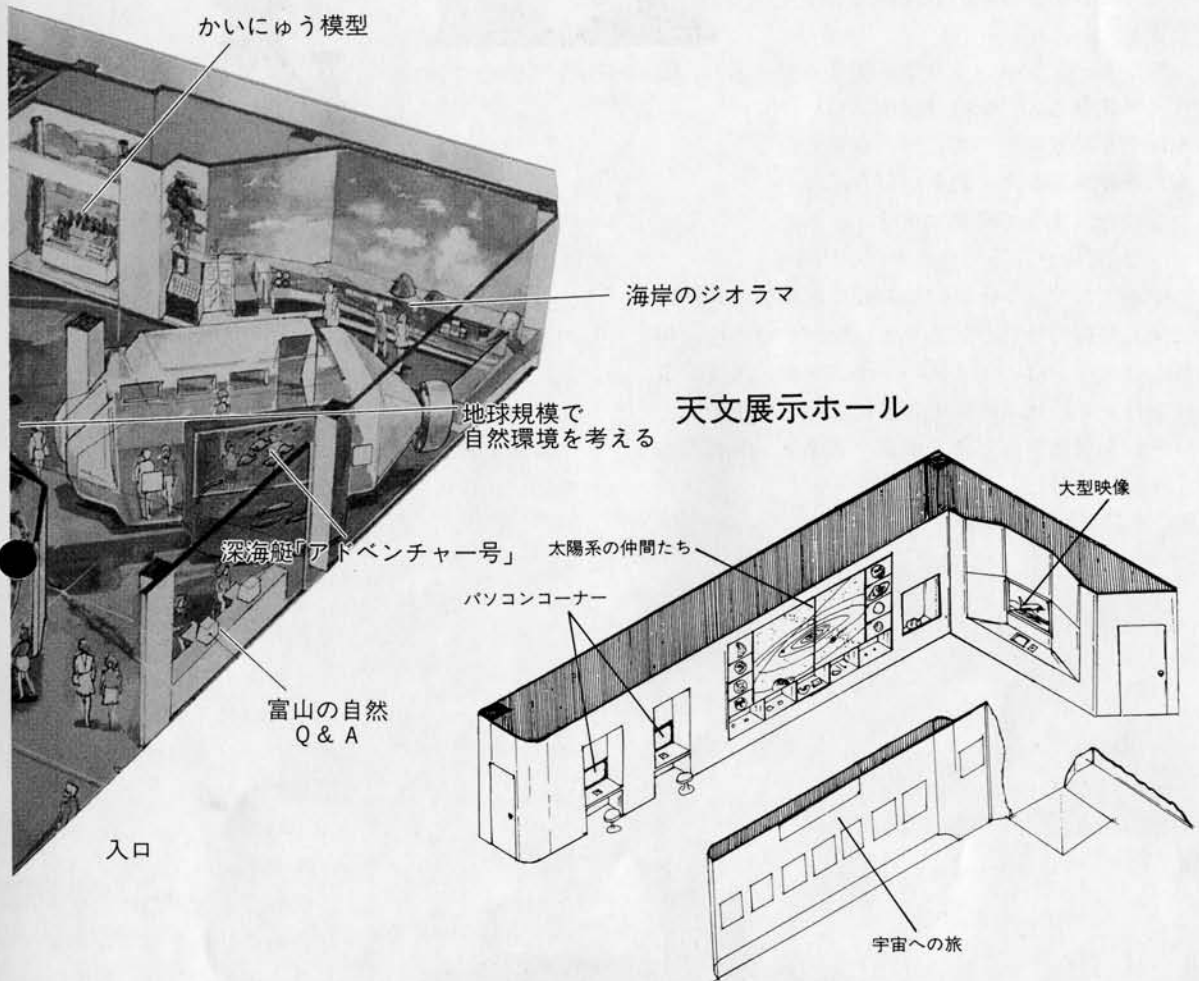 かいにゅう模型
海岸のジオラマ
地球規模で
自然環境を考える
深海艇「アドベンチャー号」
富山の自然
Q&A
入口
天文展示ホール
大型映像
太陽系の仲間たち
パソコンコーナー
宇宙への旅